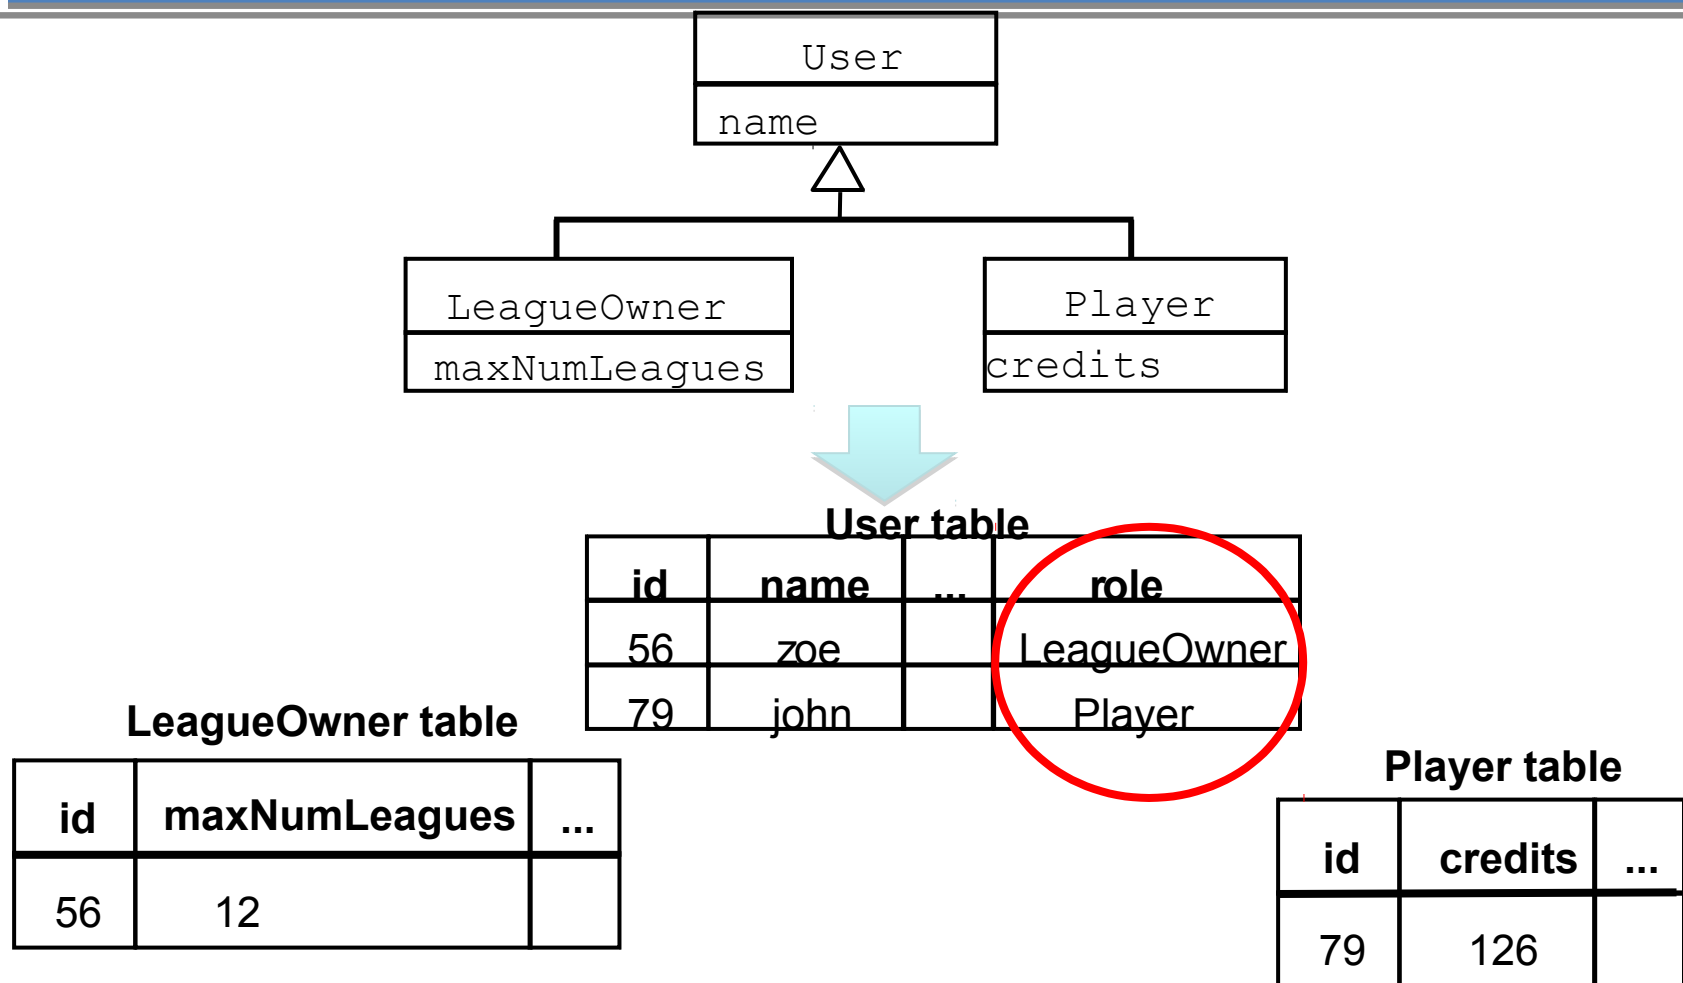 User
name
LeagueOwner
Player
maxNumLeagues
credits
User table
id name ... role
56 zoe LeagueOwner
79 john Player
LeagueOwner table
id maxNumLeagues ...
56 12
Player table
id credits ...
79 126